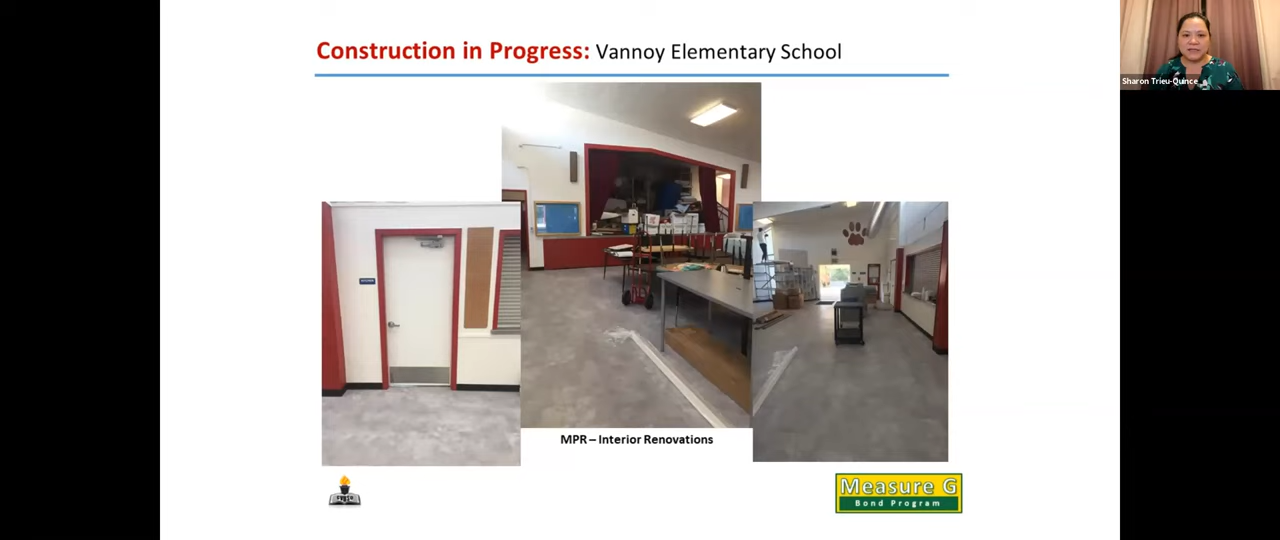 Construction in Progress: Vannoy Elementary School
Sharon Trieu-Quince
MPR – Interior Renovations
Measure G
Bond Program